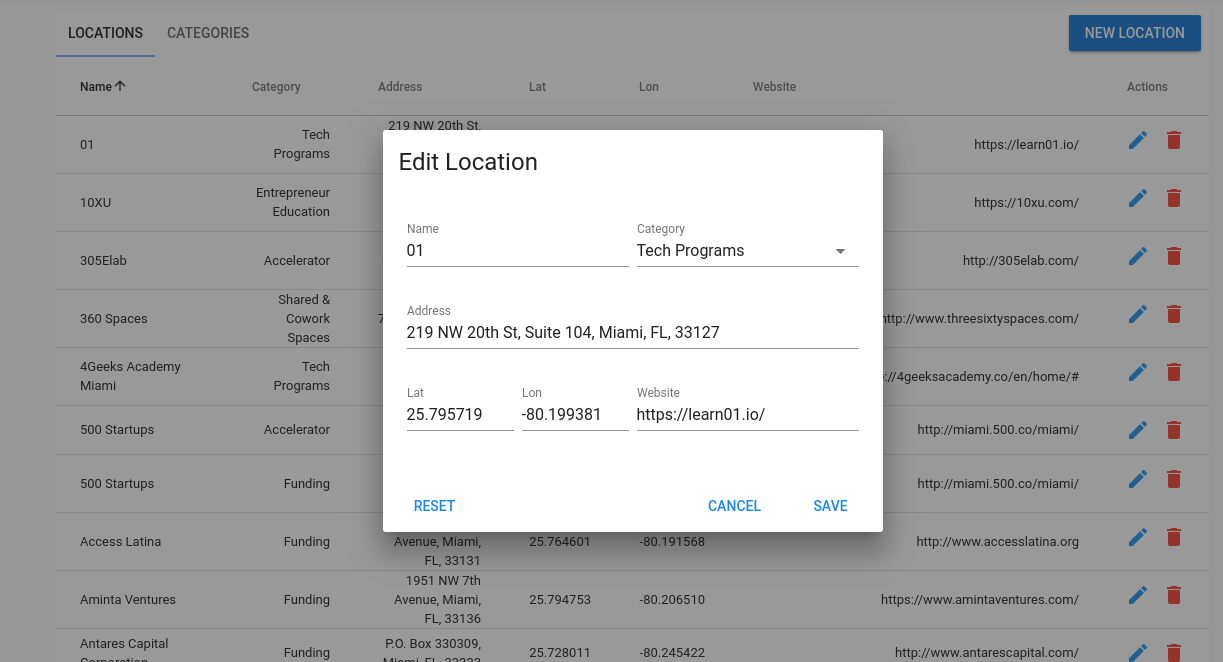 LOCATIONS CATEGORIES NEW LOCATION
Name Category Address Lat Lon Website Actions
219 NW 20th St,
01 Tech Programs https://learn01.io/
10XU Entrepreneur Education https://10xu.com/
305Elab Accelerator http://305elab.com/
360 Spaces Shared & Cowork Spaces 7 http://www.threesixtyspaces.com/
4Geeks Academy Miami Tech Programs ://4geeksacademy.co/en/home/#
500 Startups Accelerator http://miami.500.co/miami/
500 Startups Funding http://miami.500.co/miami/
Access Latina Funding Avenue, Miami, FL, 33131 25.764601 -80.191568 http://www.accesslatina.org
Aminta Ventures Funding 1951 NW 7th Avenue, Miami, FL, 33136 25.794753 -80.206510 https://www.amintaventures.com/
Antares Capital Funding P.O. Box 330309, 25.728011 -80.245422 http://www.antarescapital.com/
Edit Location
Name Category
01 Tech Programs
Address
219 NW 20th St, Suite 104, Miami, FL, 33127
Lat Lon Website
25.795719 -80.199381 https://learn01.io/
RESET CANCEL SAVE